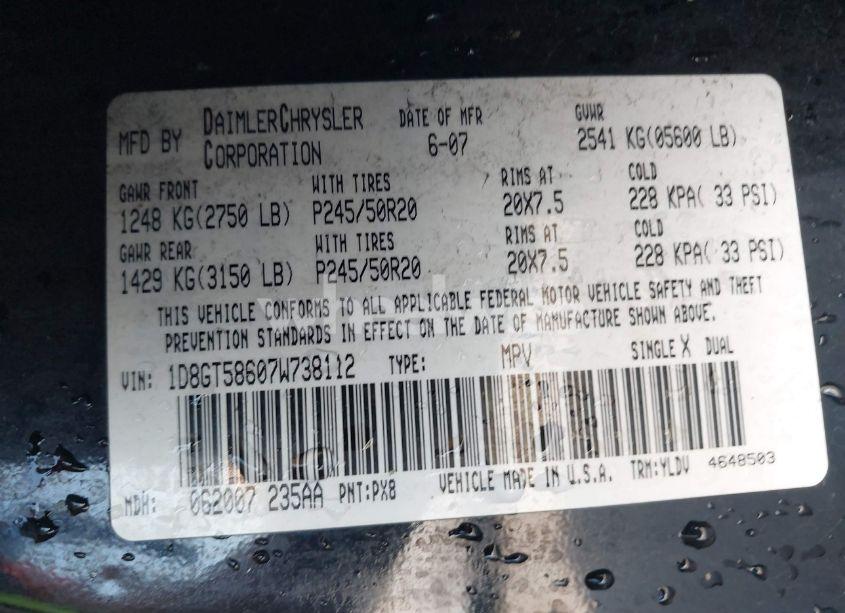 MFD BY DAIMLERCHRYSLER CORPORATION DATE OF MFR 6-07 GVWR 2541 KG(05600 LB)
GAWR FRONT WITH TIRES RIMS AT COLD
1248 KG(2750 LB) P245/50R20 20X7.5 228 KPA( 33 PSI)
GAWR REAR WITH TIRES RIMS AT COLD
1429 KG(3150 LB) P245/50R20 20X7.5 228 KPA( 33 PSI)
THIS VEHICLE CONFORMS TO ALL APPLICABLE FEDERAL MOTOR VEHICLE SAFETY AND THEFT
PREVENTION STANDARDS IN EFFECT ON THE DATE OF MANUFACTURE SHOWN ABOVE.
VIN: 1D8GT58607W738112 TYPE: MPV SINGLE X DUAL
MDH: 062007 235AA PNT:PX8 VEHICLE MADE IN U.S.A. TRM:YLDV 4648503